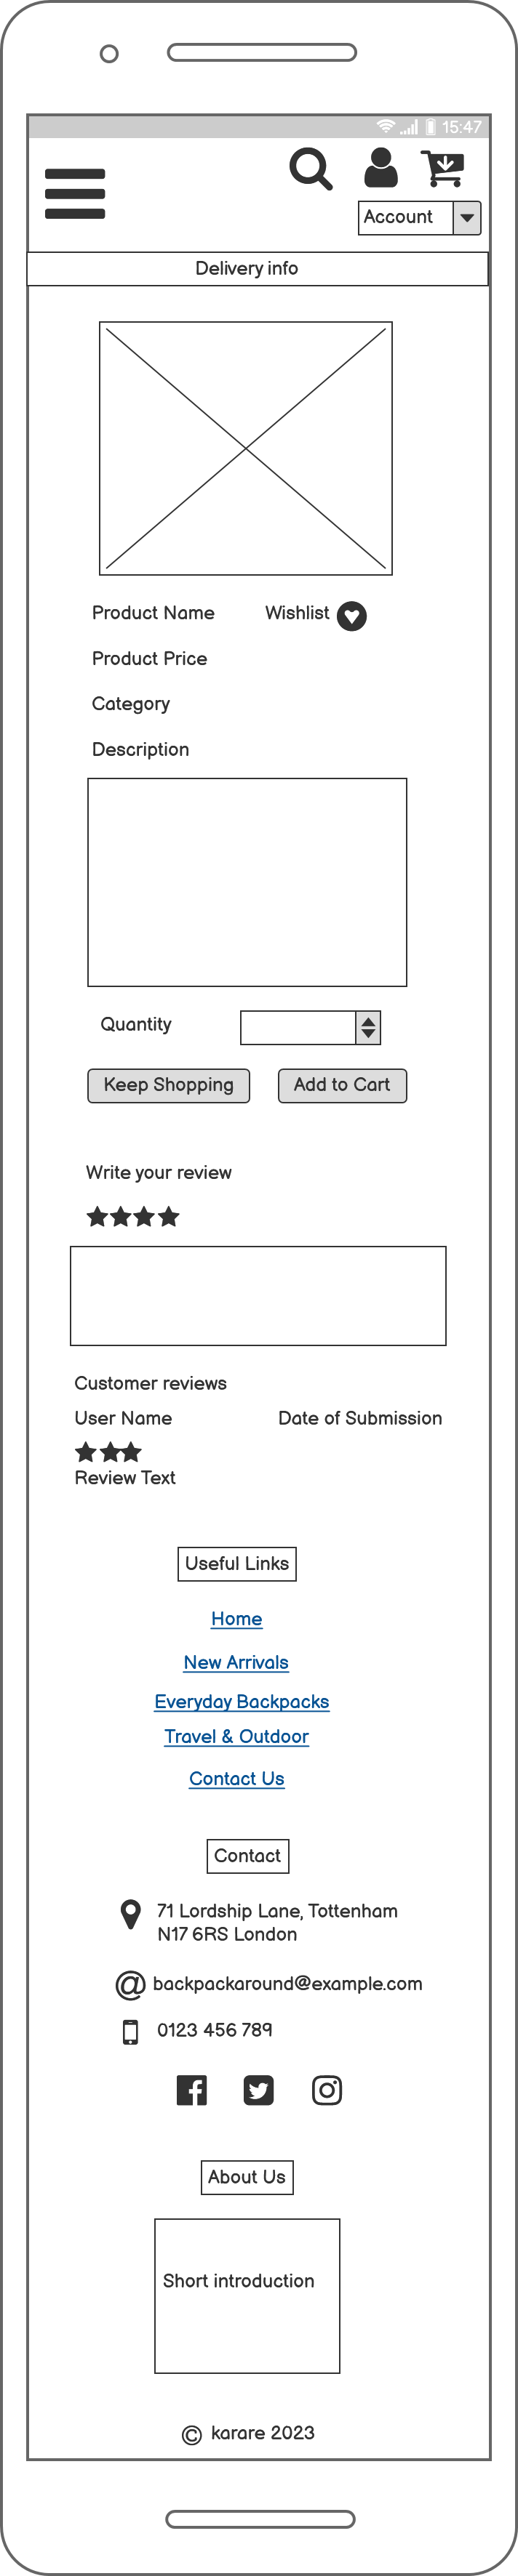 15:47
Account
Delivery info
Product Name Wishlist
Product Price
Category
Description
Quantity
Keep Shopping Add to Cart
Write your review
Customer reviews
User Name Date of Submission
Review Text
Useful Links
Home
New Arrivals
Everyday Backpacks
Travel & Outdoor
Contact Us
Contact
71 Lordship Lane, Tottenham
N17 6RS London
@ backpackaround@example.com
0123 456 789
About Us
Short introduction
© karare 2023